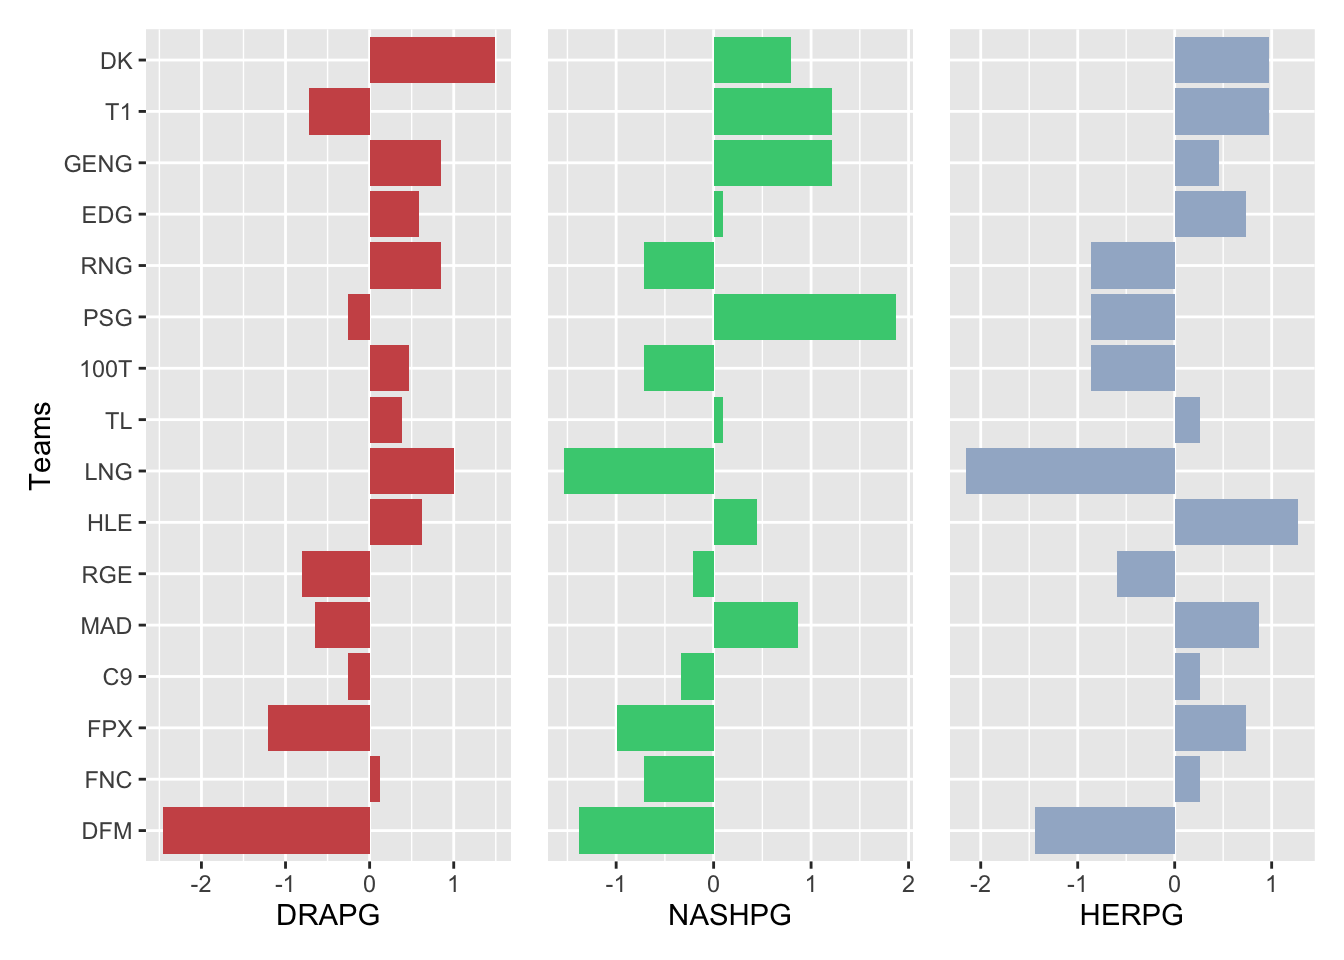 DK
T1
GENG
EDG
RNG
PSG
100T
TL
LNG
HLE
RGE
MAD
C9
FPX
FNC
DFM
Teams
-2 -1 0 1
DRAPG
-1 0 1 2
NASHPG
-2 -1 0 1
HERPG